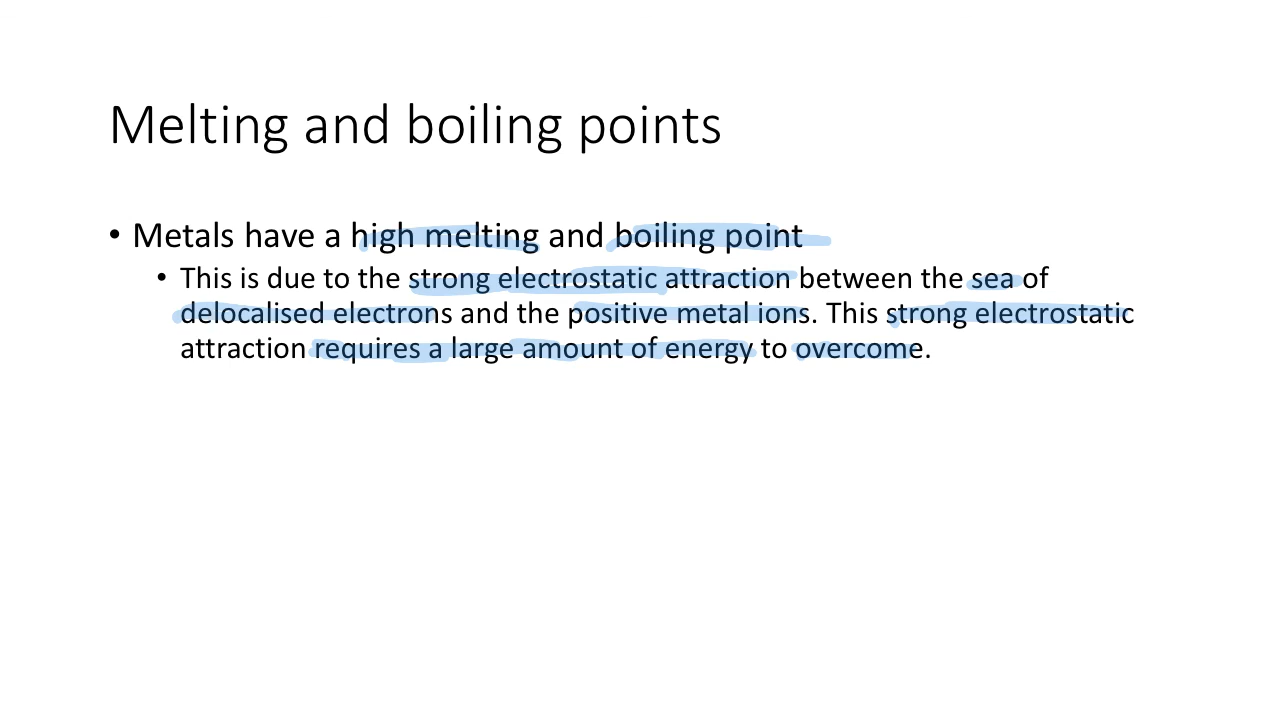 Melting and boiling points
• Metals have a high melting and boiling point
• This is due to the strong electrostatic attraction between the sea of
delocalised electrons and the positive metal ions. This strong electrostatic
attraction requires a large amount of energy to overcome.